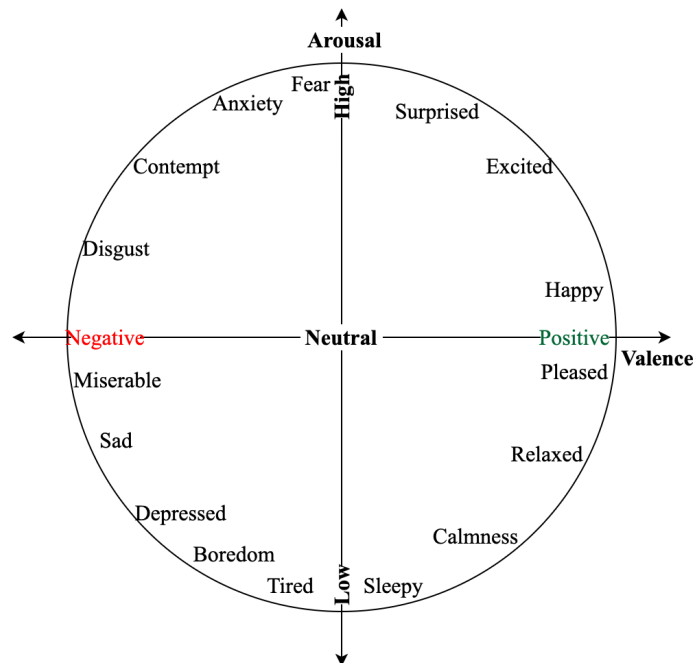 Arousal
Fear
High
Anxiety
Surprised
Contempt
Excited
Disgust
Happy
Negative
Neutral
Positive
Valence
Miserable
Pleased
Sad
Relaxed
Depressed
Calmness
Boredom
Tired
Low
Sleepy